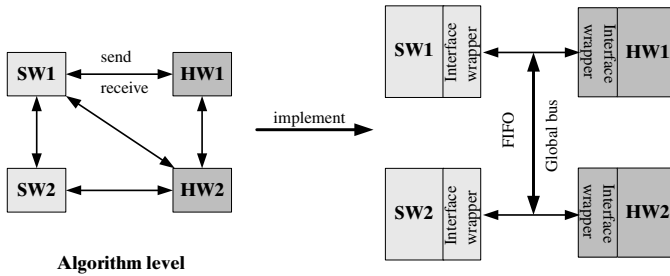 SW1
send
receive
HW1
SW2
HW2
Algorithm level
implement
SW1
Interface
wrapper
Interface
wrapper
HW1
FIFO
Global bus
SW2
Interface
wrapper
Interface
wrapper
HW2